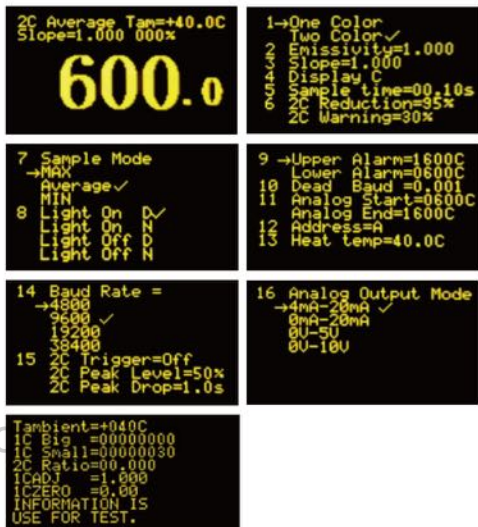 2C Average Tam=+40.0C
Slope=1.000 000%
600.0
1→One Color
Two Color✓
2 Emissivity=1.000
3 Slope=1.000
4 Display C
5 Sample time=00.10s
6 2C Reduction=95%
2C Warning=30%
7 Sample Mode
→MAX
Average✓
MIN
8 Light On D✓
Light On N
Light Off D
Light Off N
9 →Upper Alarm=1600C
Lower Alarm=0600C
10 Dead Baud =0.001
11 Analog Start=0600C
Analog End=1600C
12 Address=A
13 Heat temp=40.0C
14 Baud Rate =
→4800
9600 ✓
19200
38400
15 2C Trigger=Off
2C Peak Level=50%
2C Peak Drop=1.0s
16 Analog Output Mode
→4mA-20mA ✓
0mA-20mA
0V-5V
0V-10V
Tambient=+040C
1C Big =00000000
1C Small=00000030
2C Ratio=00.000
1CADJ =1.000
1CZERO =0.00
INFORMATION IS
USE FOR TEST.